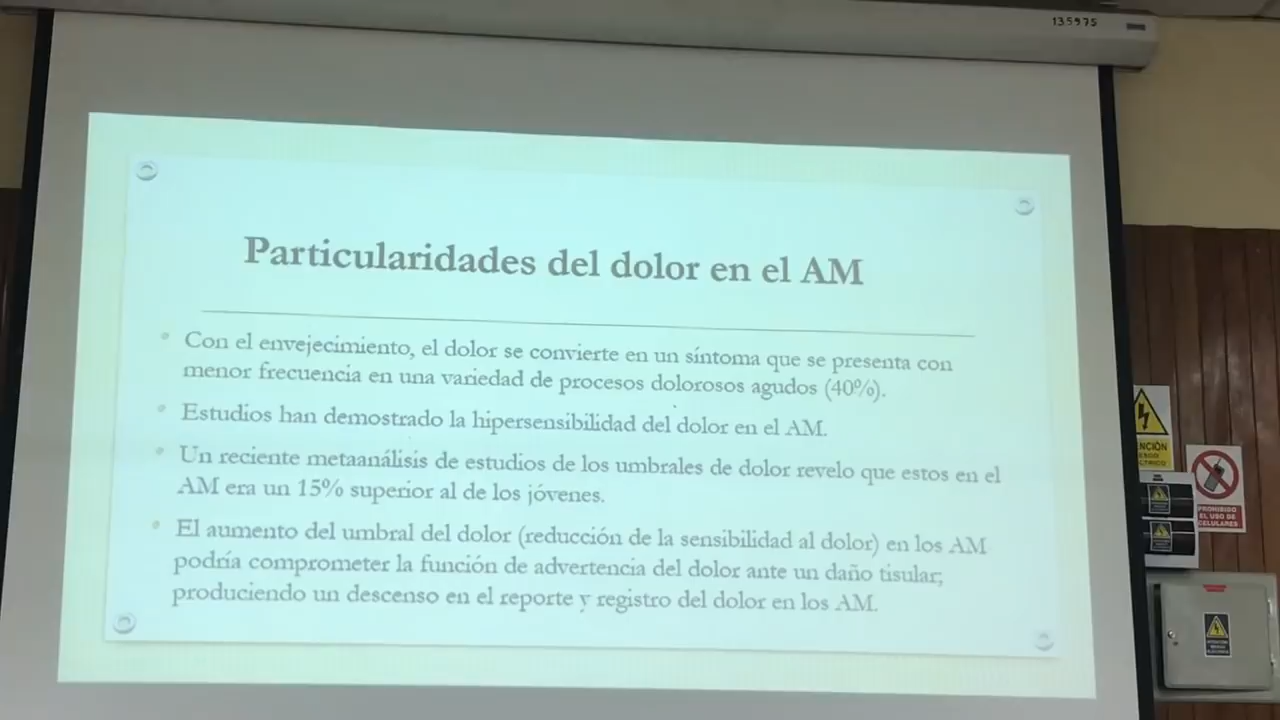 135975
Particularidades del dolor en el AM
Con el envejecimiento, el dolor se convierte en un síntoma que se presenta con
menor frecuencia en una variedad de procesos dolorosos agudos (40%).
Estudios han demostrado la hipersensibilidad del dolor en el AM.
Un reciente metaanálisis de estudios de los umbrales de dolor revelo que estos en el
AM era un 15% superior al de los jóvenes.
El aumento del umbral del dolor (reducción de la sensibilidad al dolor) en los AM
podría comprometer la función de advertencia del dolor ante un daño tisular,
produciendo un descenso en el reporte y registro del dolor en los AM.
PROHIBIDO
EL USO DE
CELULARES